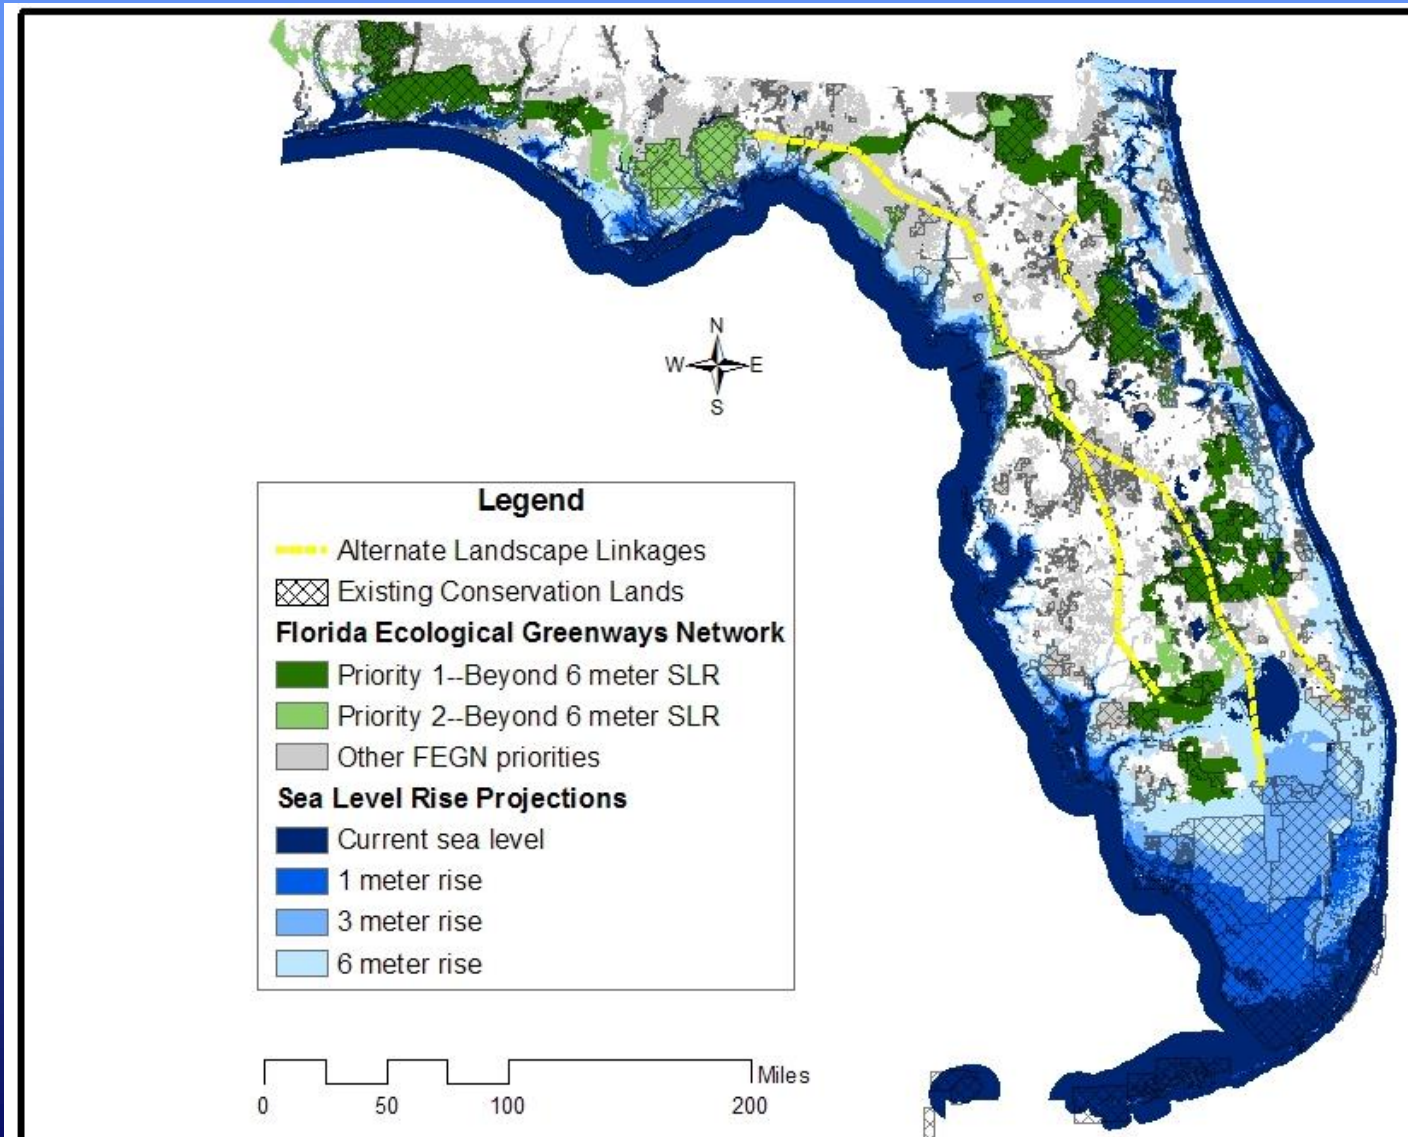 N
W E
S
Legend
Alternate Landscape Linkages
Existing Conservation Lands
Florida Ecological Greenways Network
Priority 1--Beyond 6 meter SLR
Priority 2--Beyond 6 meter SLR
Other FEGN priorities
Sea Level Rise Projections
Current sea level
1 meter rise
3 meter rise
6 meter rise
Miles
0 50 100 200